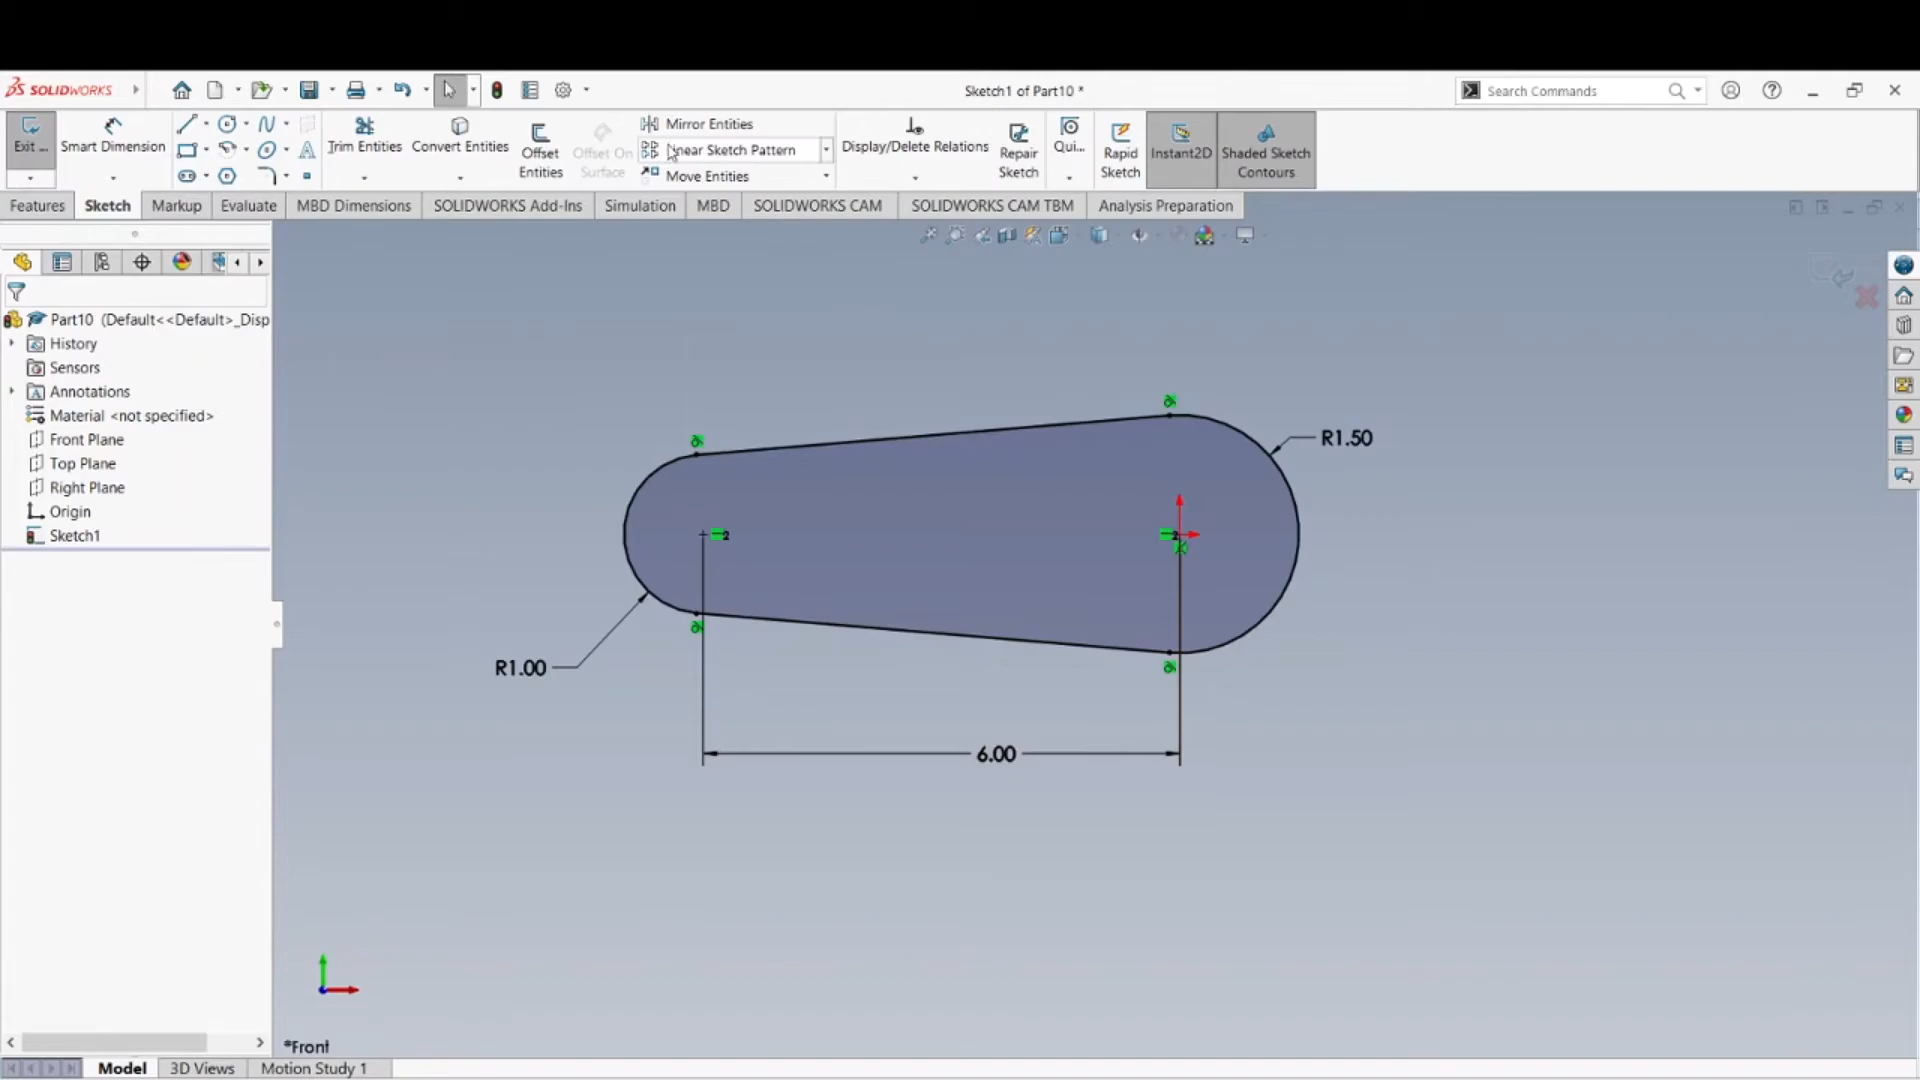 SOLIDWORKS
Sketch1 of Part10 *
Search Commands
Exit ...
Smart Dimension
Trim Entities
Convert Entities
Offset
Entities
Offset On
Surface
Mirror Entities
Linear Sketch Pattern
Move Entities
Display/Delete Relations
Repair
Sketch
Qui...
Rapid
Sketch
Instant2D
Shaded Sketch
Contours
Features
Sketch
Markup
Evaluate
MBD Dimensions
SOLIDWORKS Add-Ins
Simulation
MBD
SOLIDWORKS CAM
SOLIDWORKS CAM TBM
Analysis Preparation
Part10 (Default<<Default>_Disp
History
Sensors
Annotations
Material <not specified>
Front Plane
Top Plane
Right Plane
Origin
Sketch1
R1.50
2
2
R1.00
6.00
*Front
Model
3D Views
Motion Study 1